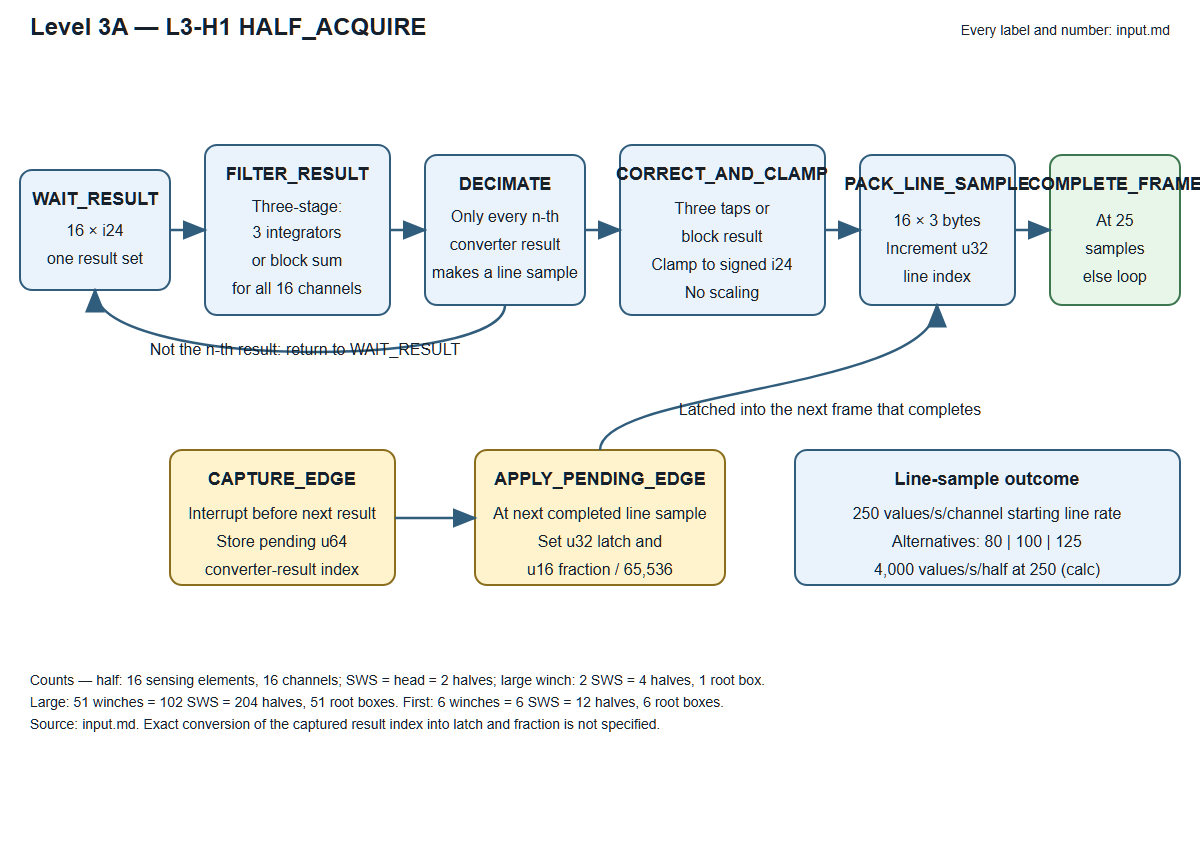 Level 3A — L3-H1 HALF_ACQUIRE
Every label and number: input.md
WAIT_RESULT
16 × i24
one result set
FILTER_RESULT
Three-stage:
3 integrators
or block sum
for all 16 channels
DECIMATE
Only every n-th
converter result
makes a line sample
CORRECT_AND_CLAMP
Three taps or
block result
Clamp to signed i24
No scaling
PACK_LINE_SAMPLE
16 × 3 bytes
Increment u32
line index
COMPLETE_FRAME
At 25
samples
else loop
Not the n-th result: return to WAIT_RESULT
Latched into the next frame that completes
CAPTURE_EDGE
Interrupt before next result
Store pending u64
converter-result index
APPLY_PENDING_EDGE
At next completed line sample
Set u32 latch and
u16 fraction / 65,536
Line-sample outcome
250 values/s/channel starting line rate
Alternatives: 80 | 100 | 125
4,000 values/s/half at 250 (calc)
Counts — half: 16 sensing elements, 16 channels; SWS = head = 2 halves; large winch: 2 SWS = 4 halves, 1 root box.
Large: 51 winches = 102 SWS = 204 halves, 51 root boxes. First: 6 winches = 6 SWS = 12 halves, 6 root boxes.
Source: input.md. Exact conversion of the captured result index into latch and fraction is not specified.